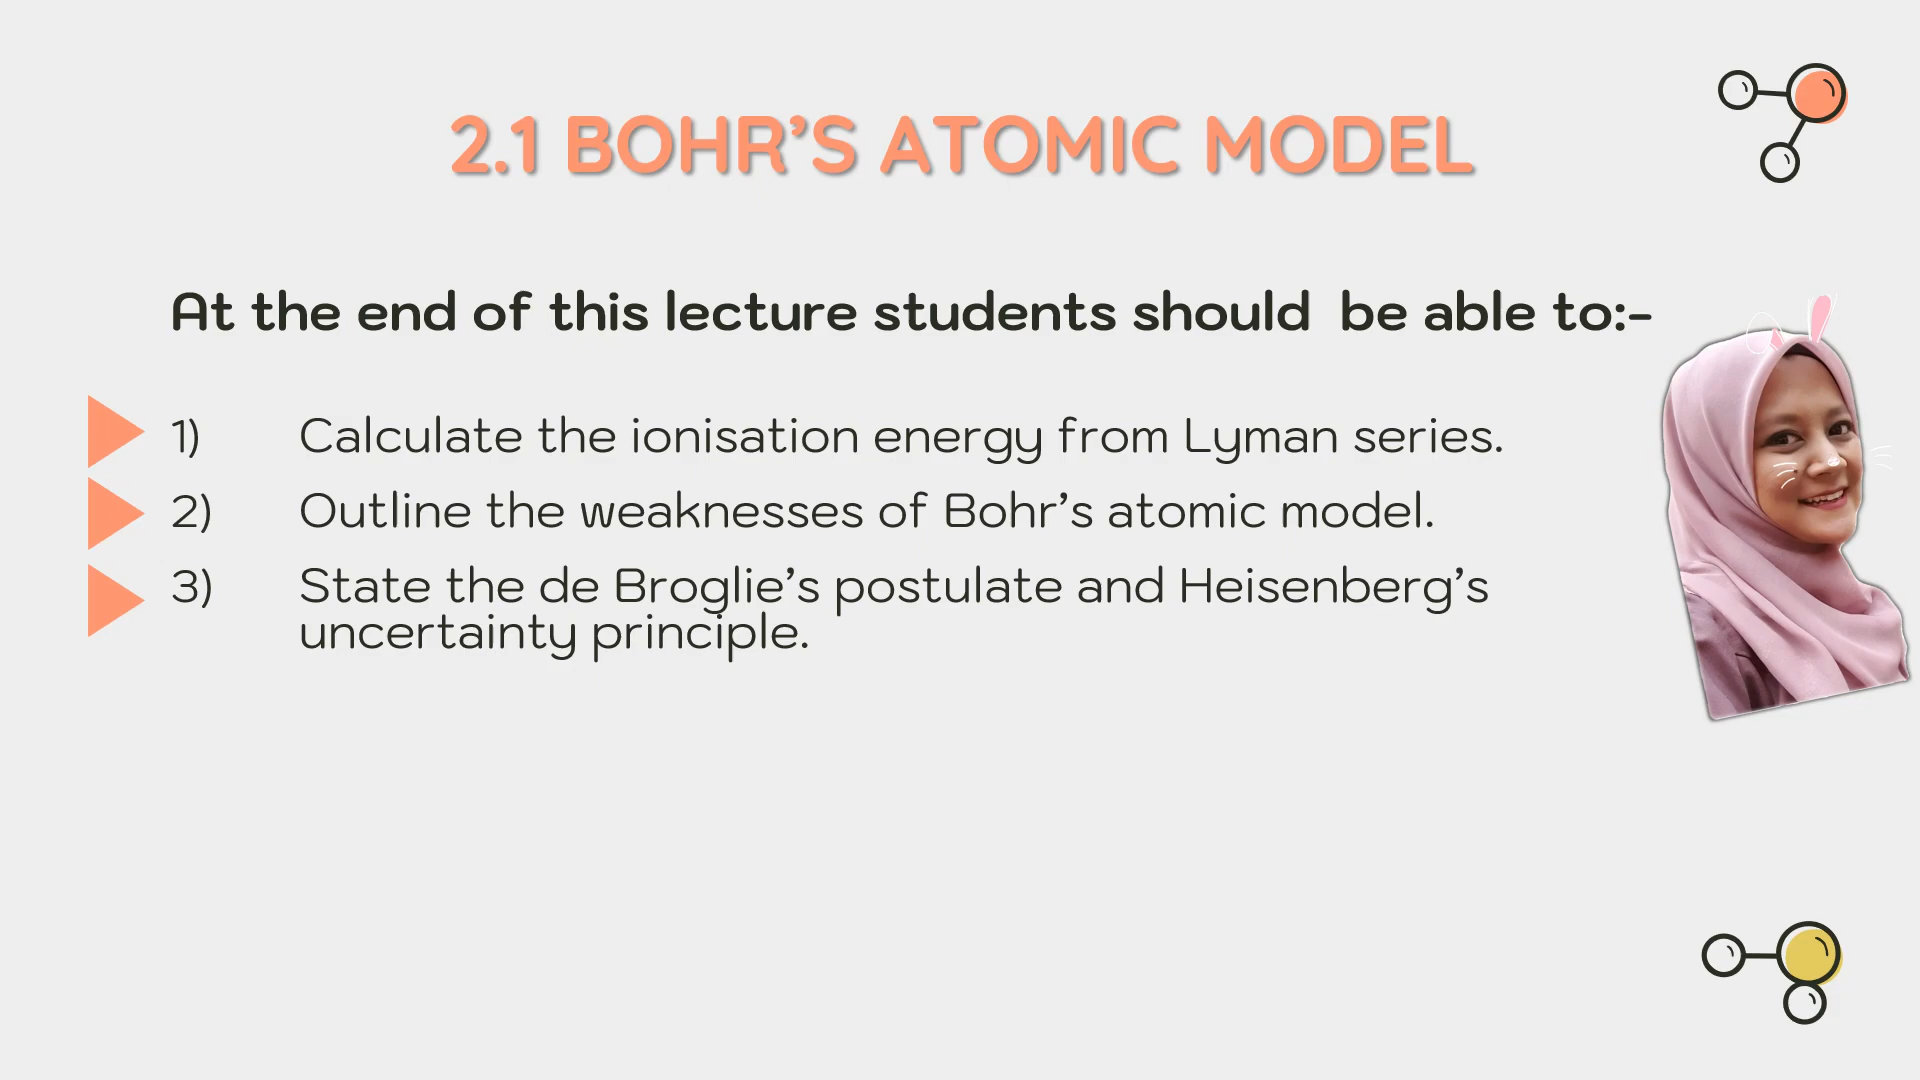 2.1 BOHR’S ATOMIC MODEL
At the end of this lecture students should be able to:-
1) Calculate the ionisation energy from Lyman series.
2) Outline the weaknesses of Bohr’s atomic model.
3) State the de Broglie’s postulate and Heisenberg’s
uncertainty principle.